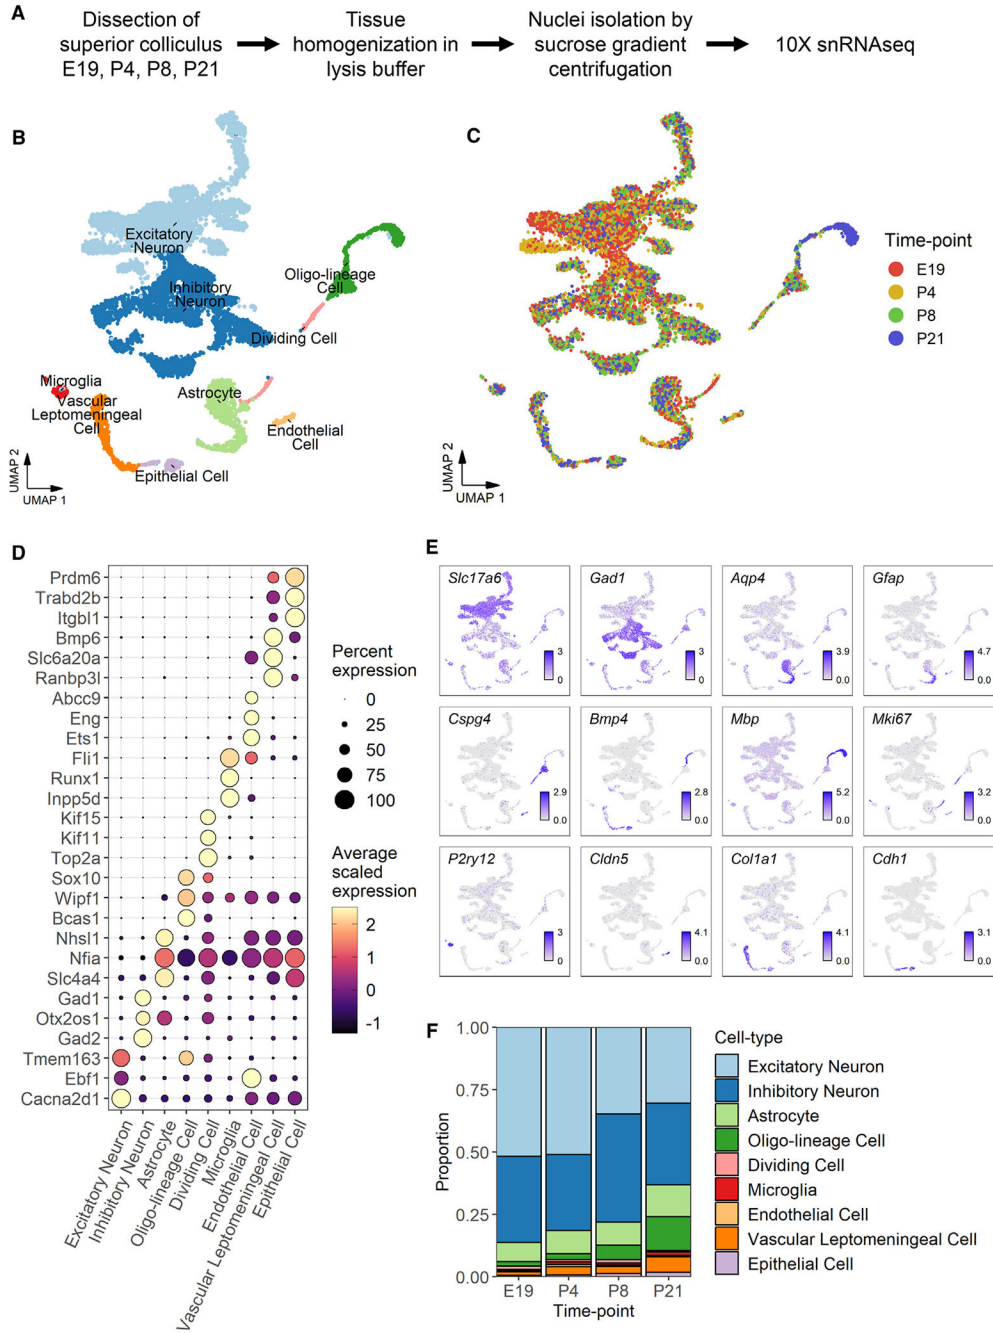 A
Dissection of
superior colliculus
E19, P4, P8, P21
Tissue
homogenization in
lysis buffer
Nuclei isolation by
sucrose gradient
centrifugation
10X snRNAseq
B
Excitatory
Neuron
Inhibitory
Neuron
Oligo-lineage
Cell
Dividing Cell
Microglia
Vascular
Leptomeningeal
Cell
Astrocyte
Endothelial
Cell
Epithelial Cell
UMAP 2
UMAP 1
C
Time-point
E19
P4
P8
P21
UMAP 2
UMAP 1
D
Prdm6
Trabd2b
Itgbl1
Bmp6
Slc6a20a
Ranbp3l
Abcc9
Eng
Ets1
Fli1
Runx1
Inpp5d
Kif15
Kif11
Top2a
Sox10
Wipf1
Bcas1
Nhsl1
Nfia
Slc4a4
Gad1
Otx2os1
Gad2
Tmem163
Ebf1
Cacna2d1
Excitatory Neuron
Inhibitory Neuron
Astrocyte
Oligo-lineage Cell
Dividing Cell
Microglia
Endothelial Cell
Vascular Leptomeningeal Cell
Epithelial Cell
Percent
expression
0
25
50
75
100
Average
scaled
expression
2
1
0
-1
E
Slc17a6
3
0.0
Gad1
3
0.0
Aqp4
3.9
0.0
Gfap
4.7
0.0
Cspg4
2.9
0.0
Bmp4
2.8
0.0
Mbp
5.2
0.0
Mki67
3.2
0.0
P2ry12
3
0.0
Cldn5
4.1
0.0
Col1a1
4.1
0.0
Cdh1
3.1
0.0
F
Proportion
1.00
0.75
0.50
0.25
0.00
E19
P4
P8
P21
Time-point
Cell-type
Excitatory Neuron
Inhibitory Neuron
Astrocyte
Oligo-lineage Cell
Dividing Cell
Microglia
Endothelial Cell
Vascular Leptomeningeal Cell
Epithelial Cell